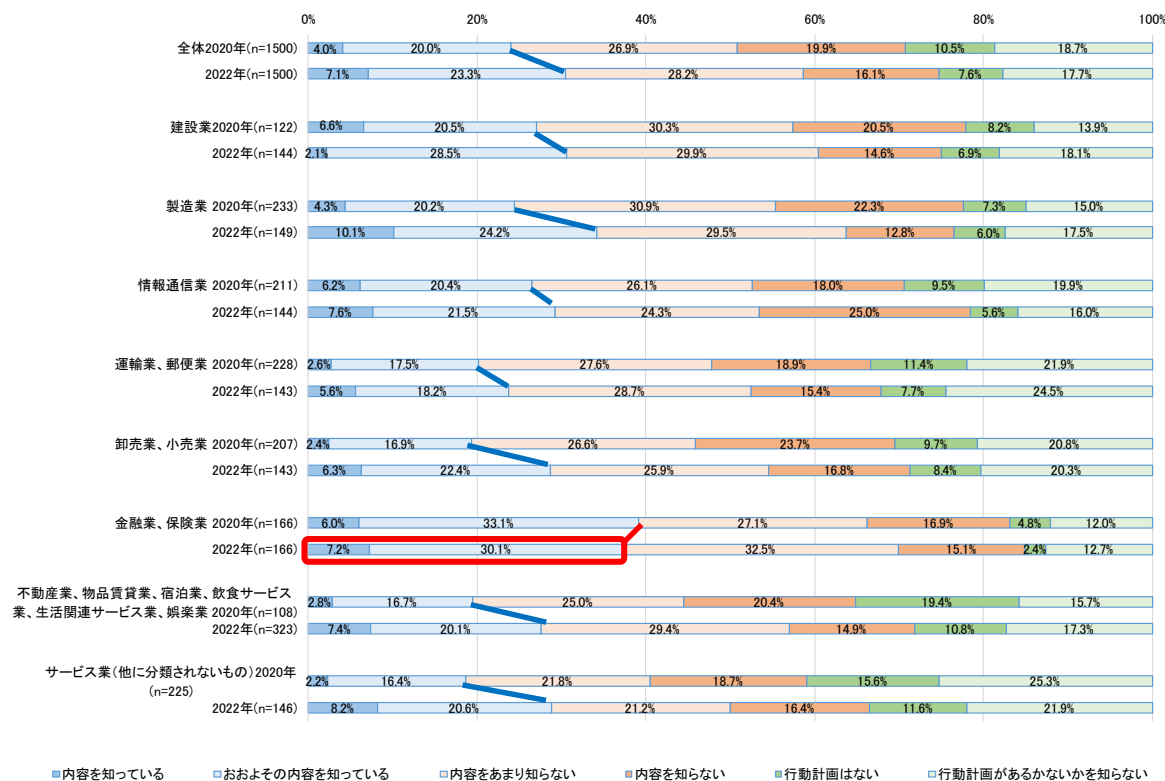 0% 20% 40% 60% 80% 100%
全体2020年(n=1500) 4.0% 20.0% 26.9% 19.9% 10.5% 18.7%
2022年(n=1500) 7.1% 23.3% 28.2% 16.1% 7.6% 17.7%
建設業2020年(n=122) 6.6% 20.5% 30.3% 20.5% 8.2% 13.9%
2022年(n=144) 2.1% 28.5% 29.9% 14.6% 6.9% 18.1%
製造業 2020年(n=233) 4.3% 20.2% 30.9% 22.3% 7.3% 15.0%
2022年(n=149) 10.1% 24.2% 29.5% 12.8% 6.0% 17.5%
情報通信業 2020年(n=211) 6.2% 20.4% 26.1% 18.0% 9.5% 19.9%
2022年(n=144) 7.6% 21.5% 24.3% 25.0% 5.6% 16.0%
運輸業、郵便業 2020年(n=228) 2.6% 17.5% 27.6% 18.9% 11.4% 21.9%
2022年(n=143) 5.6% 18.2% 28.7% 15.4% 7.7% 24.5%
卸売業、小売業 2020年(n=207) 2.4% 16.9% 26.6% 23.7% 9.7% 20.8%
2022年(n=143) 6.3% 22.4% 25.9% 16.8% 8.4% 20.3%
金融業、保険業 2020年(n=166) 6.0% 33.1% 27.1% 16.9% 4.8% 12.0%
2022年(n=166) 7.2% 30.1% 32.5% 15.1% 2.4% 12.7%
不動産業、物品賃貸業、宿泊業、飲食サービス
業、生活関連サービス業、娯楽業 2020年(n=108) 2.8% 16.7% 25.0% 20.4% 19.4% 15.7%
2022年(n=323) 7.4% 20.1% 29.4% 14.9% 10.8% 17.3%
サービス業(他に分類されないもの)2020年
(n=225) 2.2% 16.4% 21.8% 18.7% 15.6% 25.3%
2022年(n=146) 8.2% 20.6% 21.2% 16.4% 11.6% 21.9%
内容を知っている おおよその内容を知っている 内容をあまり知らない 内容を知らない 行動計画はない 行動計画があるかないかを知らない